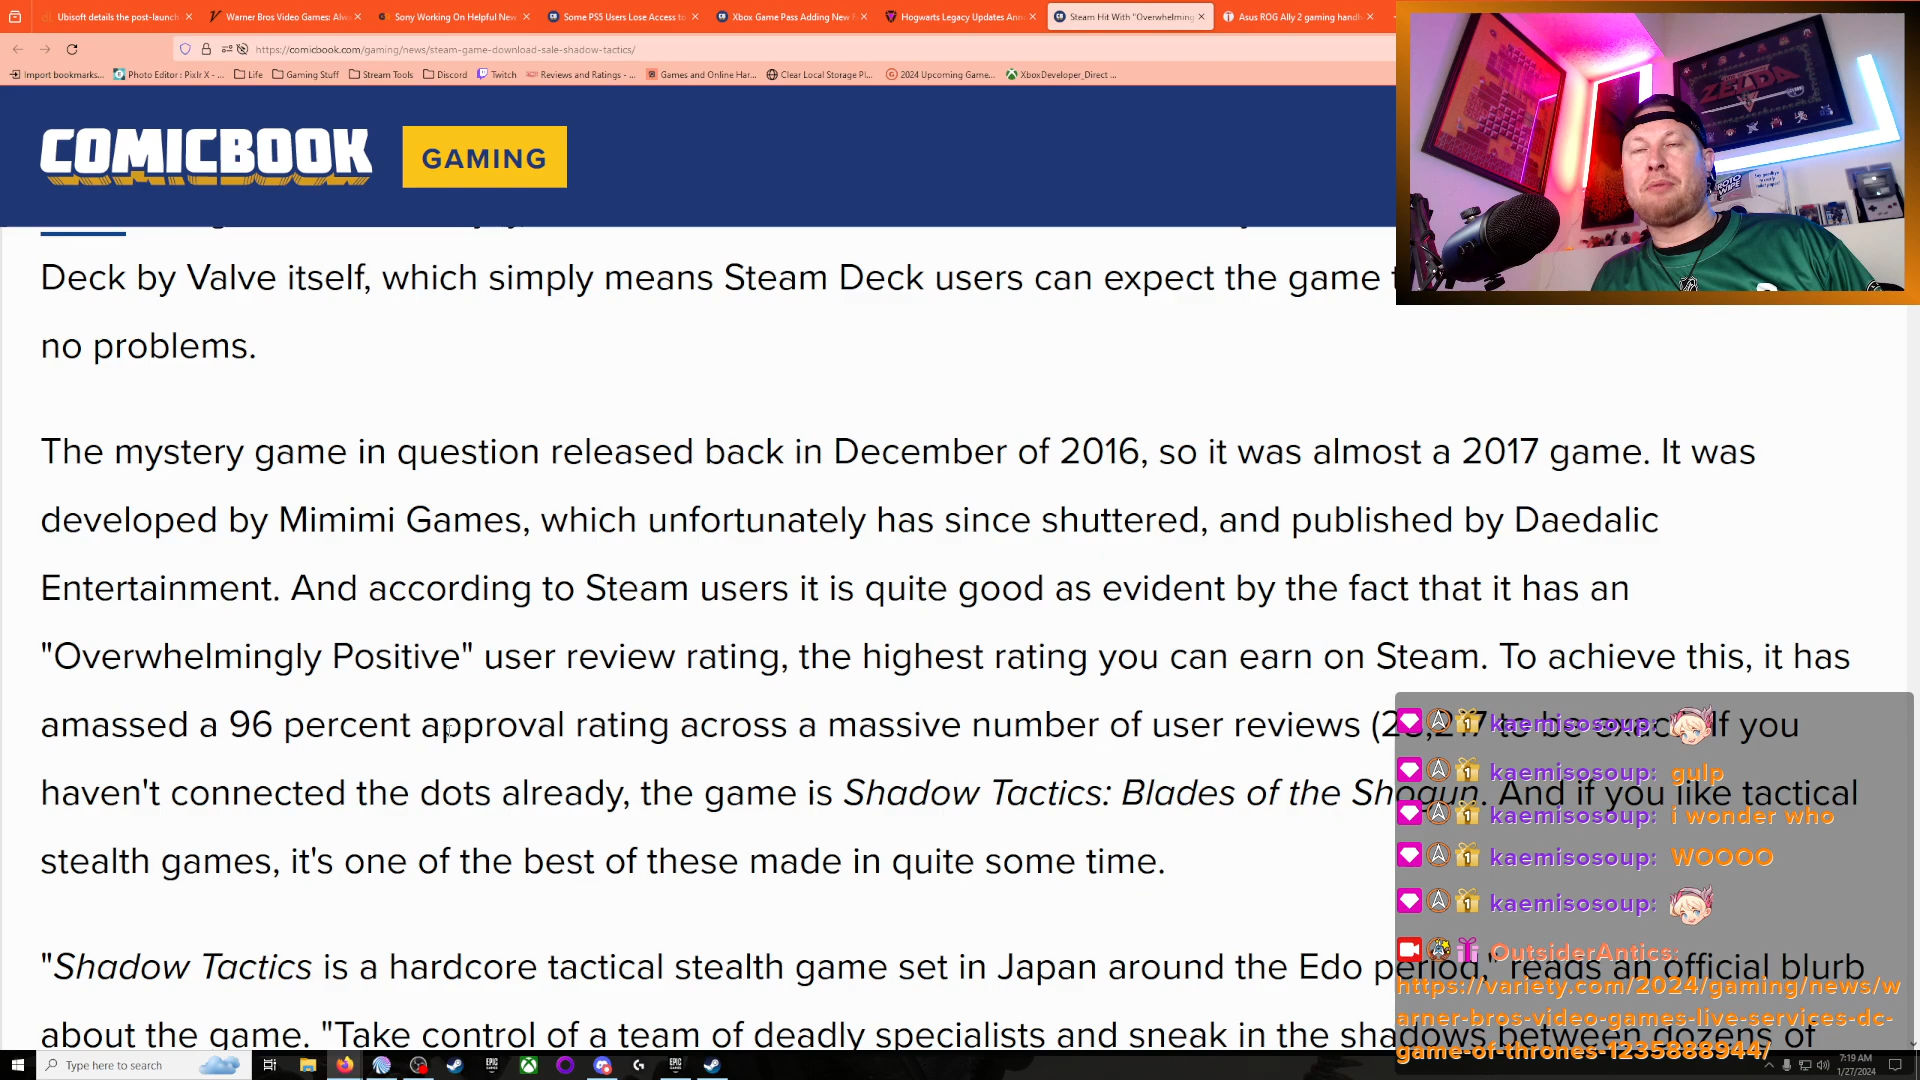 Ubisoft details the post-launch
Warner Bros Video Games: Alw
Sony Working On Helpful New
Some PS5 Users Lose Access to
Xbox Game Pass Adding New
Hogwarts Legacy Updates Ann
Steam Hit With "Overwhelming
Asus ROG Ally 2 gaming handh
https://comicbook.com/gaming/news/steam-game-download-sale-shadow-tactics/
Import bookmarks...
Photo Editor : Pixlr X - ...
Life
Gaming Stuff
Stream Tools
Discord
Twitch
Reviews and Ratings - ...
Games and Online Har...
Clear Local Storage Pl...
2024 Upcoming Game...
XboxDeveloper_Direct ...
COMICBOOK
GAMING
ZELDA
Deck by Valve itself, which simply means Steam Deck users can expect the game
no problems.
The mystery game in question released back in December of 2016, so it was almost a 2017 game. It was
developed by Mimimi Games, which unfortunately has since shuttered, and published by Daedalic
Entertainment. And according to Steam users it is quite good as evident by the fact that it has an
"Overwhelmingly Positive" user review rating, the highest rating you can earn on Steam. To achieve this, it has
amassed a 96 percent approval rating across a massive number of user reviews ( to be exac If you
haven't connected the dots already, the game is Shadow Tactics: Blades of the Shogun. And if you like tactical
stealth games, it's one of the best of these made in quite some time.
"Shadow Tactics is a hardcore tactical stealth game set in Japan around the Edo period," reads an official blurb
about the game. "Take control of a team of deadly specialists and sneak in the shadows between dozens of
kaemisosoup:
kaemisosoup: gulp
kaemisosoup: i wonder who
kaemisosoup: WOOOO
kaemisosoup:
OutsiderAntics:
https://variety.com/2024/gaming/news/w
arner-bros-video-games-live-services-dc-
game-of-thrones-1235888944/
Type here to search
7:19 AM
1/27/2024